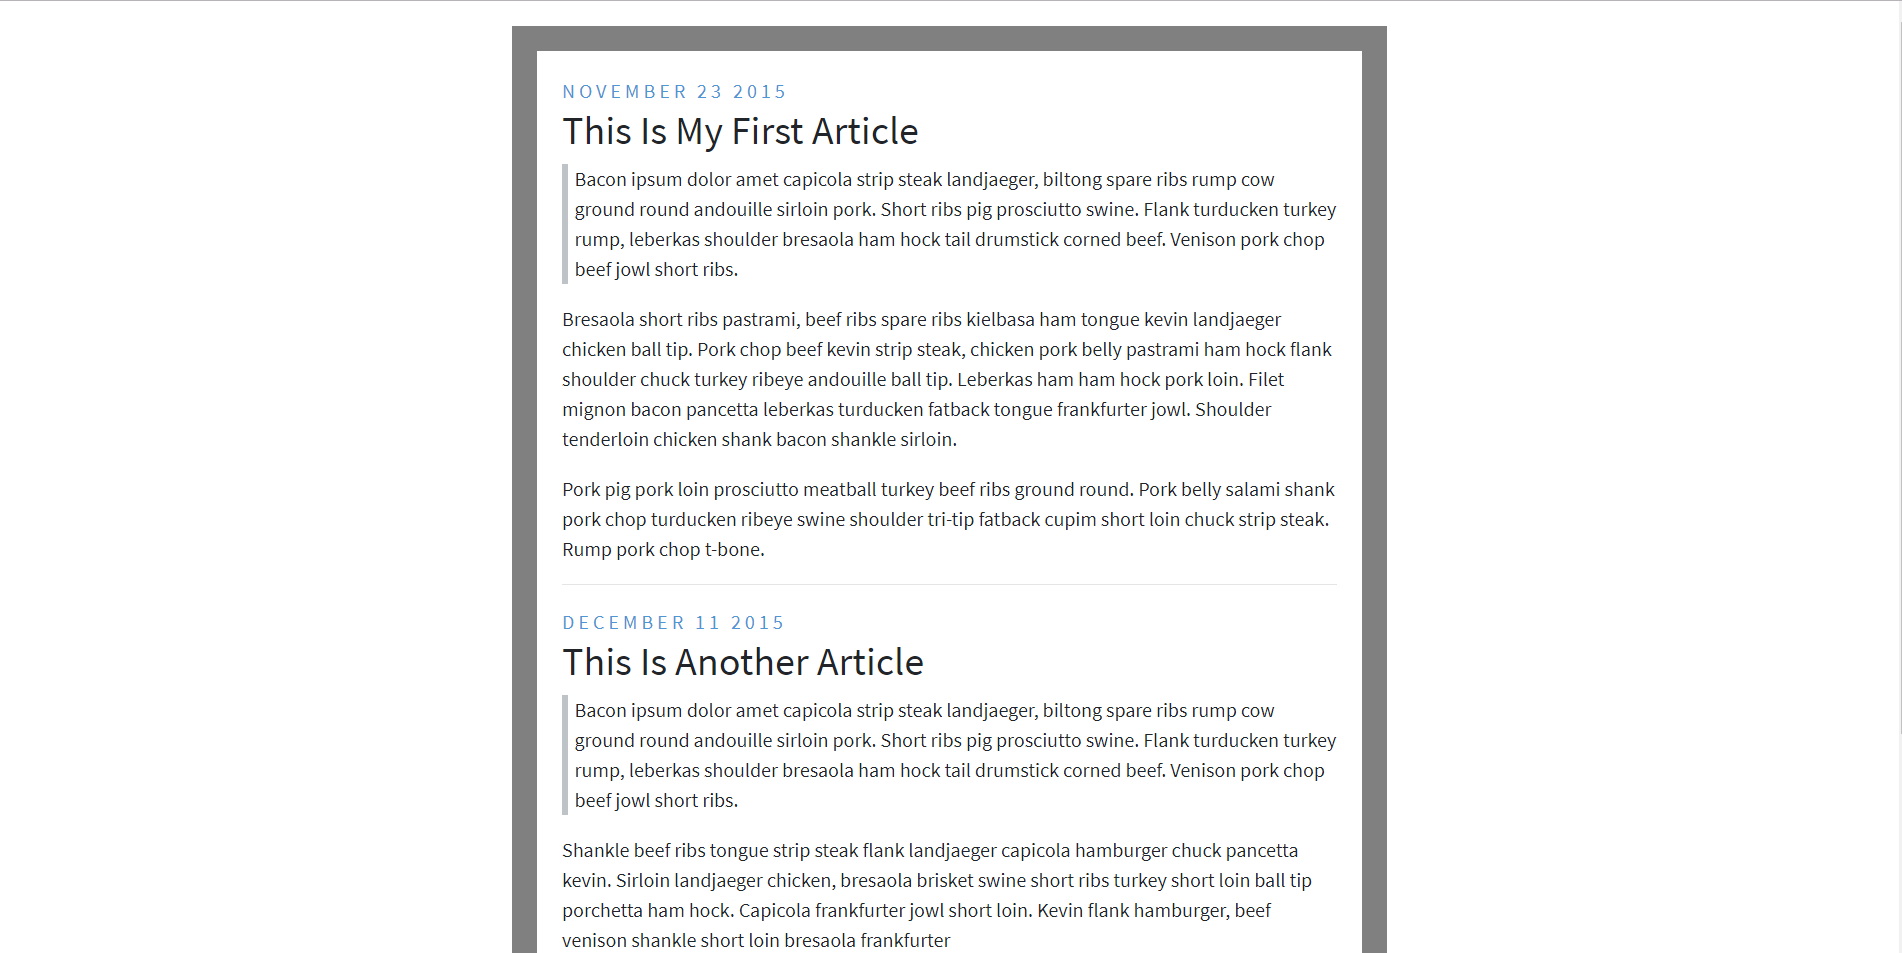 NOVEMBER 23 2015
This Is My First Article
Bacon ipsum dolor amet capicola strip steak landjaeger, biltong spare ribs rump cow
ground round andouille sirloin pork. Short ribs pig prosciutto swine. Flank turducken turkey
rump, leberkas shoulder bresaola ham hock tail drumstick corned beef. Venison pork chop
beef jowl short ribs.
Bresaola short ribs pastrami, beef ribs spare ribs kielbasa ham tongue kevin landjaeger
chicken ball tip. Pork chop beef kevin strip steak, chicken pork belly pastrami ham hock flank
shoulder chuck turkey ribeye andouille ball tip. Leberkas ham ham hock pork loin. Filet
mignon bacon pancetta leberkas turducken fatback tongue frankfurter jowl. Shoulder
tenderloin chicken shank bacon shankle sirloin.
Pork pig pork loin prosciutto meatball turkey beef ribs ground round. Pork belly salami shank
pork chop turducken ribeye swine shoulder tri-tip fatback cupim short loin chuck strip steak.
Rump pork chop t-bone.
DECEMBER 11 2015
This Is Another Article
Bacon ipsum dolor amet capicola strip steak landjaeger, biltong spare ribs rump cow
ground round andouille sirloin pork. Short ribs pig prosciutto swine. Flank turducken turkey
rump, leberkas shoulder bresaola ham hock tail drumstick corned beef. Venison pork chop
beef jowl short ribs.
Shankle beef ribs tongue strip steak flank landjaeger capicola hamburger chuck pancetta
kevin. Sirloin landjaeger chicken, bresaola brisket swine short ribs turkey short loin ball tip
porchetta ham hock. Capicola frankfurter jowl short loin. Kevin flank hamburger, beef
venison shankle short loin bresaola frankfurter